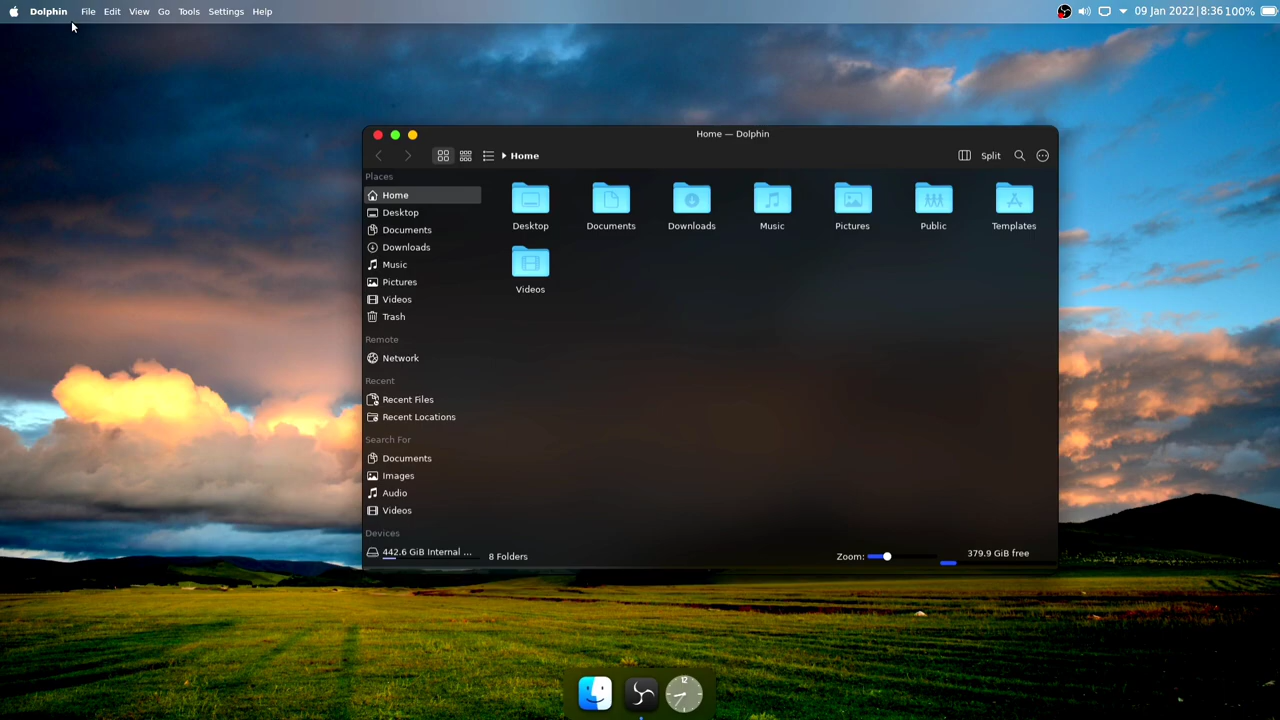 Dolphin File Edit View Go Tools Settings Help 09 Jan 2022|8:36 100%
Home — Dolphin
Home Split
Places
Home
Desktop
Documents
Downloads
Music
Pictures
Videos
Trash
Remote
Network
Recent
Recent Files
Recent Locations
Search For
Documents
Images
Audio
Videos
Devices
442.6 GiB Internal ...
Desktop Documents Downloads Music Pictures Public Templates
Videos
8 Folders Zoom: 379.9 GiB free
12